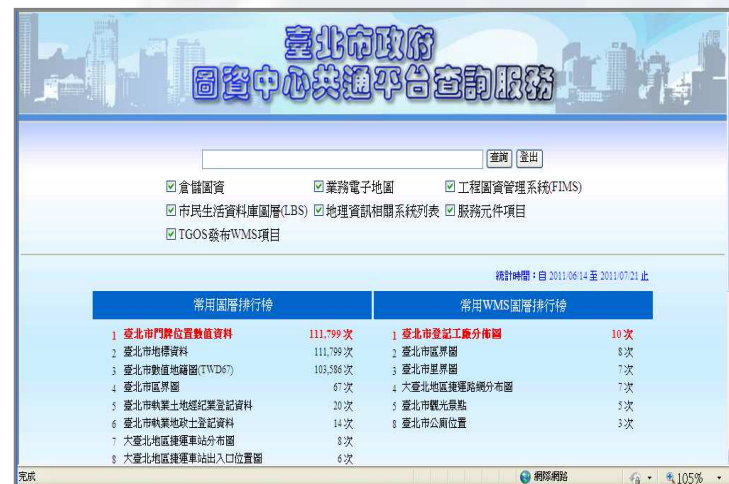 臺北市政府
圖資中心共通平台查詢服務
查詢 登出
倉儲圖資 業務電子地圖 工程圖資管理系統(FIMS)
市民生活資料庫圖層(LBS) 地理資訊相關系統列表 服務元件項目
TGOS發布WMS項目
統計時間：自 2011/06/14 至 2011/07/21 止
常用圖層排行榜
1 臺北市門牌位置數值資料 111,799 次
2 臺北市地標資料 111,799 次
3 臺北市數值地籍圖(TWD67) 103,586 次
4 臺北市區界圖 67 次
5 臺北市執業土地經紀業登記資料 20 次
6 臺北市執業地政士登記資料 14 次
7 大臺北地區捷運車站分布圖 8 次
8 大臺北地區捷運車站出入口位置圖 6 次
常用WMS圖層排行榜
1 臺北市登記工廠分佈圖 10 次
2 臺北市區界圖 8 次
3 臺北市里界圖 7 次
4 大臺北地區捷運路網分布圖 7 次
5 臺北市觀光景點 5 次
8 臺北市公廁位置 3 次
完成 網際網路 105%